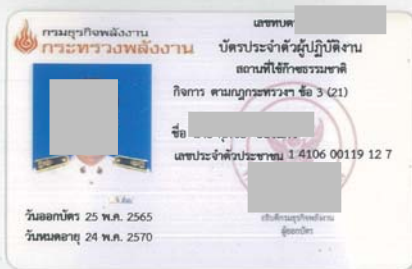 กรมธุรกิจพลังงาน
กระทรวงพลังงาน
บัตรประจำตัวผู้ปฏิบัติงาน
สถานที่ใช้ก๊าซธรรมชาติ
กิจการ ตามกฎกระทรวงฯ ข้อ 3 (21)
ชื่อ
เลขประจำตัวประชาชน 1 4106 00119 12 7
วันออกบัตร 25 พ.ค. 2565
วันหมดอายุ 24 พ.ค. 2570
อธิบดีกรมธุรกิจพลังงาน
ผู้ออกบัตร